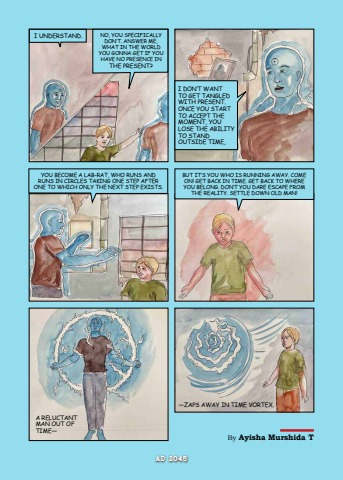 I UNDERSTAND.
NO, YOU SPECIFICALLY
DON'T. ANSWER ME,
WHAT IN THE WORLD
YOU GONNA GET IF YOU
HAVE NO PRESENCE IN
THE PRESENT?
I DON'T WANT
TO GET TANGLED
WITH PRESENT.
ONCE YOU START
TO ACCEPT THE
MOMENT, YOU
LOSE THE ABILITY
TO STAND
OUTSIDE TIME.
YOU BECOME A LAB-RAT, WHO RUNS AND
RUNS IN CIRCLES TAKING ONE STEP AFTER
ONE TO WHICH ONLY THE NEXT STEP EXISTS.
BUT IT'S YOU WHO IS RUNNING AWAY. COME
ON! GET BACK IN TIME. GET BACK TO WHERE
YOU BELONG. DON'T YOU DARE ESCAPE FROM
THE REALITY. SETTLE DOWN OLD MAN!
A RELUCTANT
MAN OUT OF
TIME—
—ZAPS AWAY IN TIME VORTEX.
By Ayisha Murshida T
AD 2045